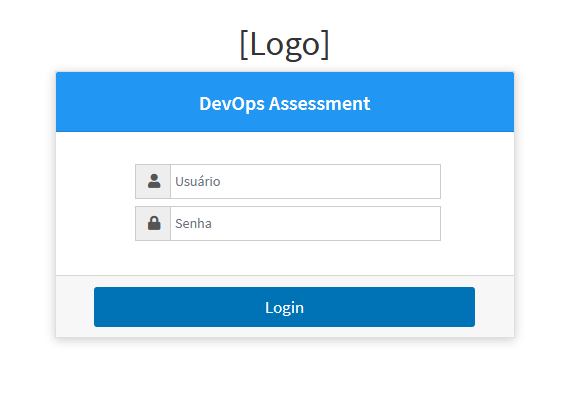 [Logo]
DevOps Assessment
Usuário
Senha
Login